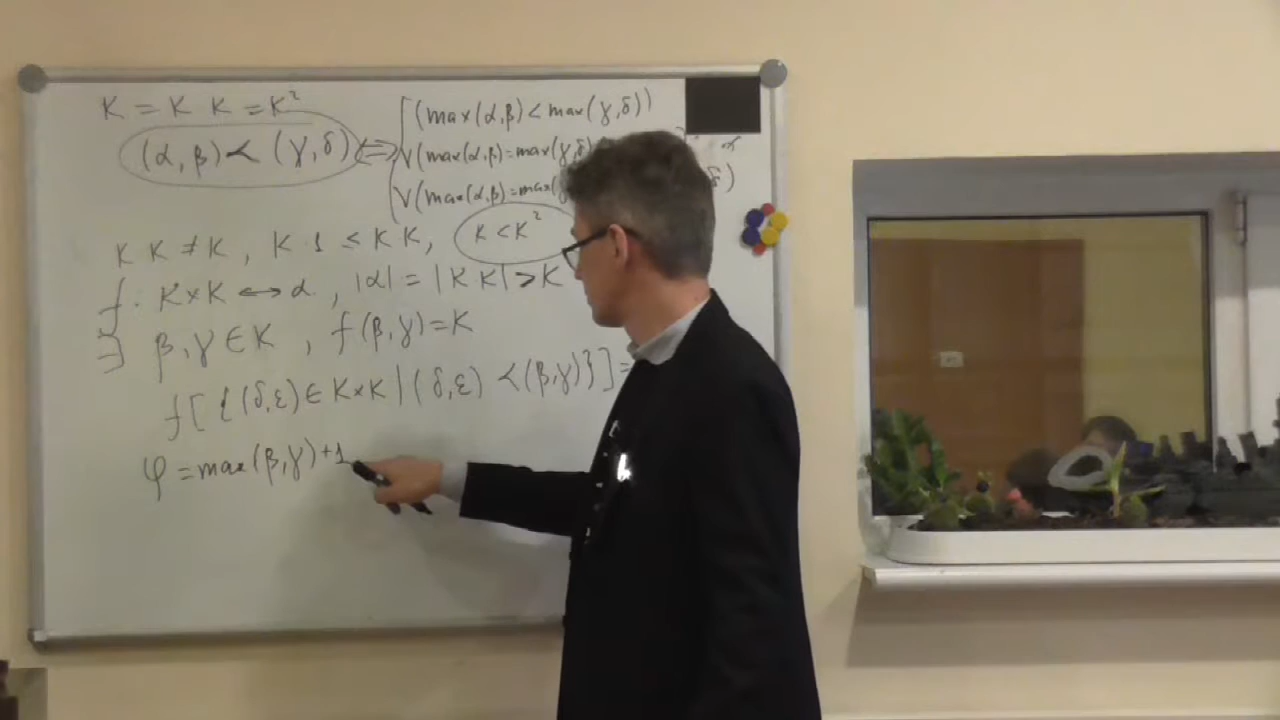 K = K K = K²
(α, β) ≺ (γ, δ) ⟺ [(max(α, β) < max(γ, δ))
∨(max(α,β)=max(γ,δ) α
∨(max(α,β)=max(γ δ)
K K ≠ K , K 1 ≤ K K, K < K²
f : K×K ↔ α , |α| = |K K| > K
∃ β, γ ∈ K , f(β, γ) = K
f[{(δ,ε) ∈ K×K | (δ, ε) ≺ (β,γ)}] =
φ = max(β, γ) + 1